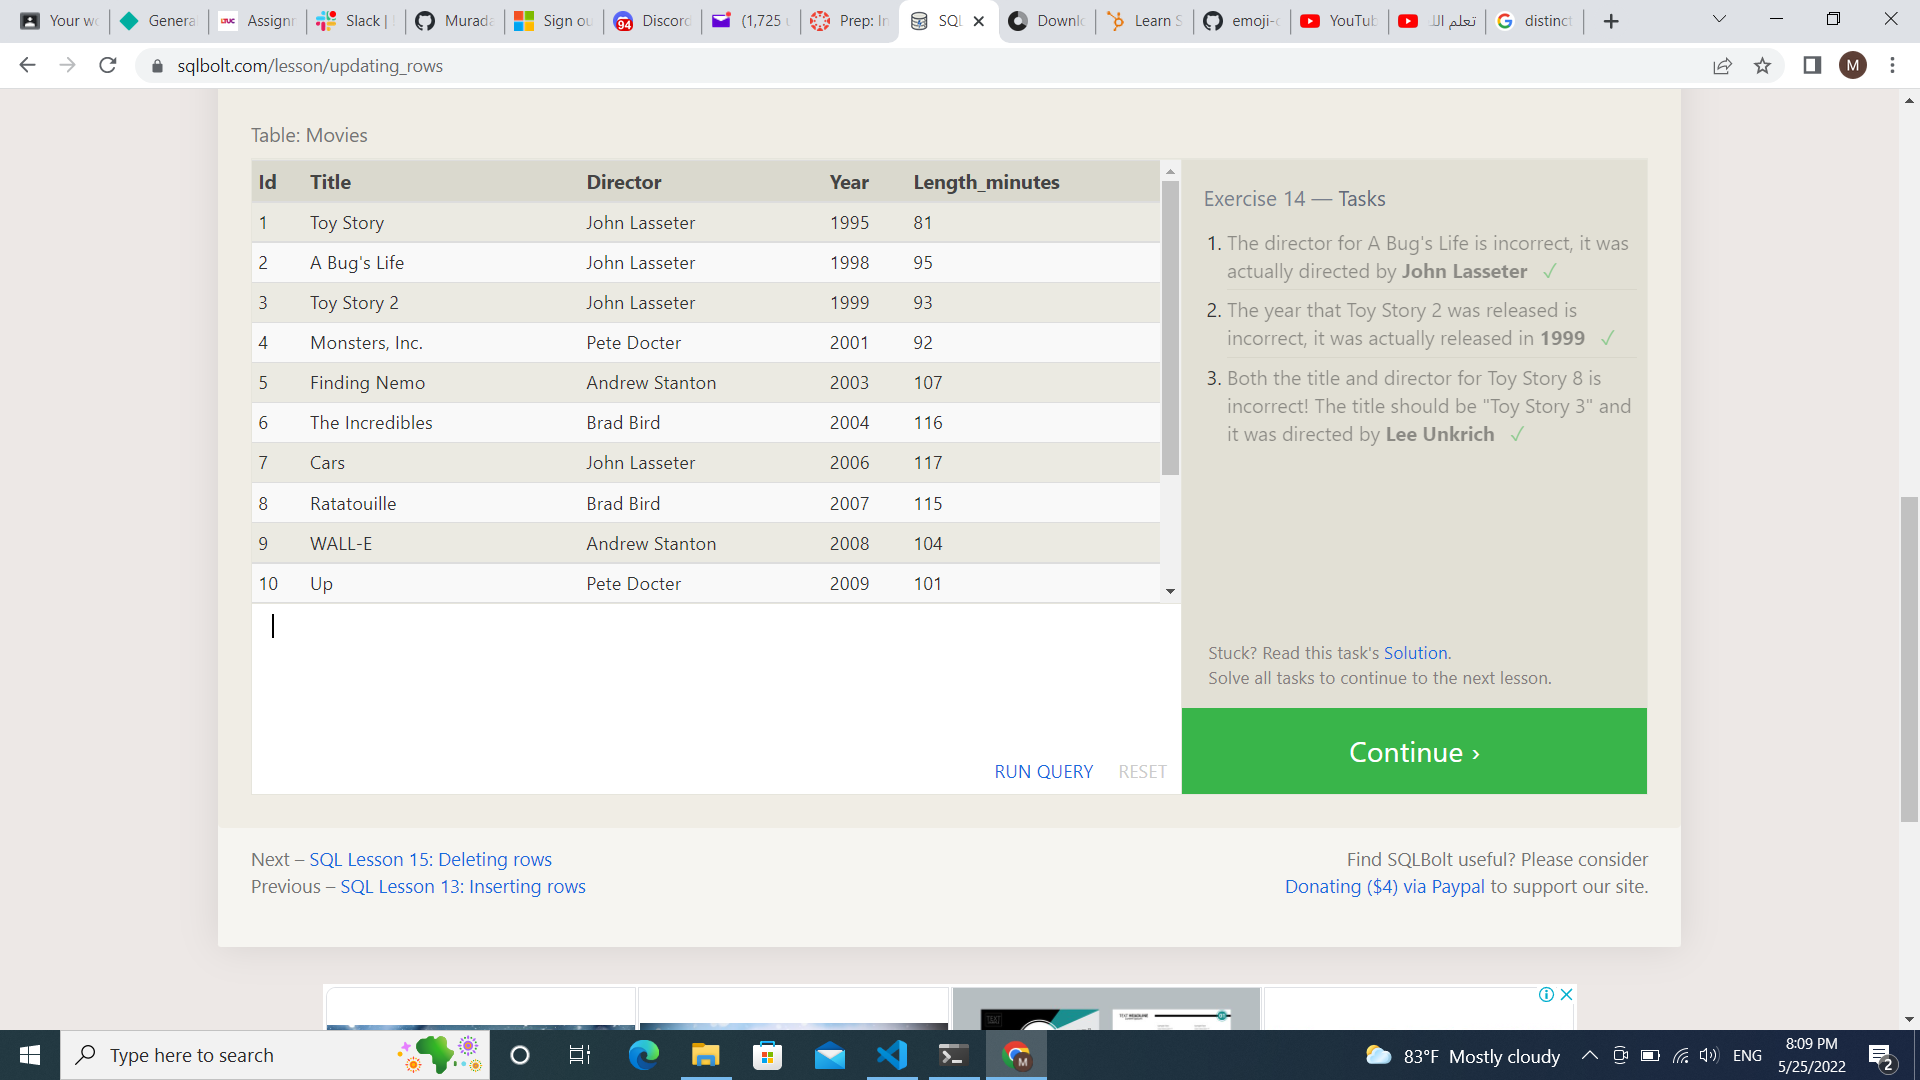 Your wo
Genera
LTUC Assignm
Slack |
Murada
Sign ou
94 Discord
(1,725 u
Prep: In
SQL
Downlo
Learn S
emoji-c
YouTub
تعلم الل
distinct
sqlbolt.com/lesson/updating_rows
M
Table: Movies
Id Title Director Year Length_minutes
1 Toy Story John Lasseter 1995 81
2 A Bug's Life John Lasseter 1998 95
3 Toy Story 2 John Lasseter 1999 93
4 Monsters, Inc. Pete Docter 2001 92
5 Finding Nemo Andrew Stanton 2003 107
6 The Incredibles Brad Bird 2004 116
7 Cars John Lasseter 2006 117
8 Ratatouille Brad Bird 2007 115
9 WALL-E Andrew Stanton 2008 104
10 Up Pete Docter 2009 101
RUN QUERY RESET
Exercise 14 — Tasks
1. The director for A Bug's Life is incorrect, it was
actually directed by John Lasseter ✓
2. The year that Toy Story 2 was released is
incorrect, it was actually released in 1999 ✓
3. Both the title and director for Toy Story 8 is
incorrect! The title should be "Toy Story 3" and
it was directed by Lee Unkrich ✓
Stuck? Read this task's Solution.
Solve all tasks to continue to the next lesson.
Continue ›
Next – SQL Lesson 15: Deleting rows
Previous – SQL Lesson 13: Inserting rows
Find SQLBolt useful? Please consider
Donating ($4) via Paypal to support our site.
Type here to search
M
83°F Mostly cloudy
ENG
8:09 PM
5/25/2022
2